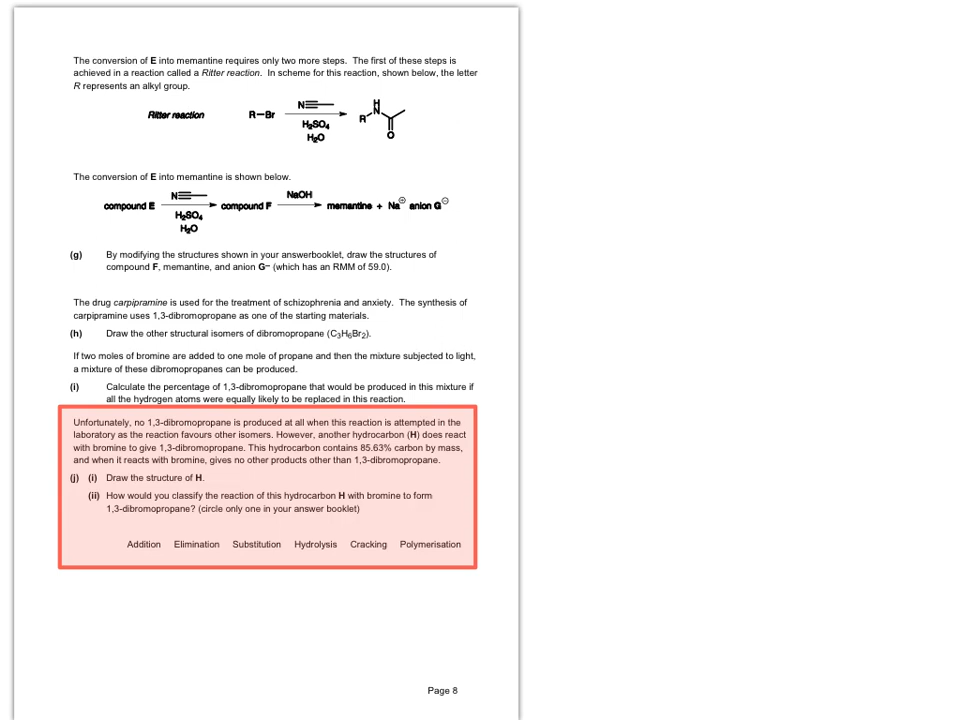 The conversion of E into memantine requires only two more steps. The first of these steps is
achieved in a reaction called a Ritter reaction. In scheme for this reaction, shown below, the letter
R represents an alkyl group.
Ritter reaction
R−Br
N
H₂SO₄
H₂O
R
H
N
O
The conversion of E into memantine is shown below.
compound E
N
H₂SO₄
H₂O
compound F
NaOH
memantine + Na⊕ anion G⊖
(g) By modifying the structures shown in your answerbooklet, draw the structures of
compound F, memantine, and anion G⁻ (which has an RMM of 59.0).
The drug carpipramine is used for the treatment of schizophrenia and anxiety. The synthesis of
carpipramine uses 1,3-dibromopropane as one of the starting materials.
(h) Draw the other structural isomers of dibromopropane (C₃H₆Br₂).
If two moles of bromine are added to one mole of propane and then the mixture subjected to light,
a mixture of these dibromopropanes can be produced.
(i) Calculate the percentage of 1,3-dibromopropane that would be produced in this mixture if
all the hydrogen atoms were equally likely to be replaced in this reaction.
Unfortunately, no 1,3-dibromopropane is produced at all when this reaction is attempted in the
laboratory as the reaction favours other isomers. However, another hydrocarbon (H) does react
with bromine to give 1,3-dibromopropane. This hydrocarbon contains 85.63% carbon by mass,
and when it reacts with bromine, gives no other products other than 1,3-dibromopropane.
(j) (i) Draw the structure of H.
(ii) How would you classify the reaction of this hydrocarbon H with bromine to form
1,3-dibromopropane? (circle only one in your answer booklet)
Addition Elimination Substitution Hydrolysis Cracking Polymerisation
Page 8